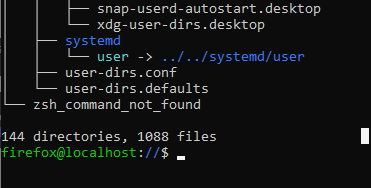 │   │   ├── snap-userd-autostart.desktop
│   │   └── xdg-user-dirs.desktop
│   ├── systemd
│   │   └── user -> ../../systemd/user
│   ├── user-dirs.conf
│   └── user-dirs.defaults
└── zsh_command_not_found
144 directories, 1088 files
firefox@localhost://$